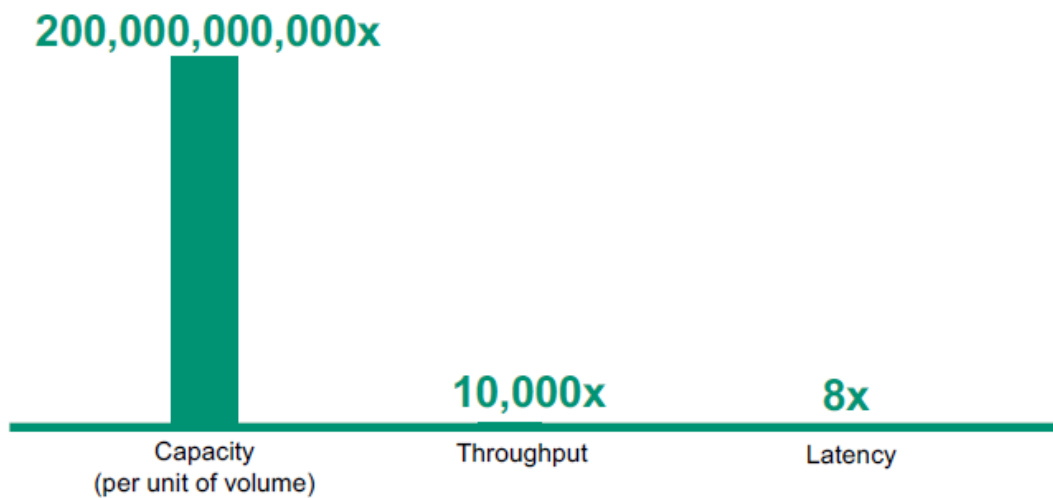 200,000,000,000x
10,000x
8x
Capacity
(per unit of volume)
Throughput
Latency